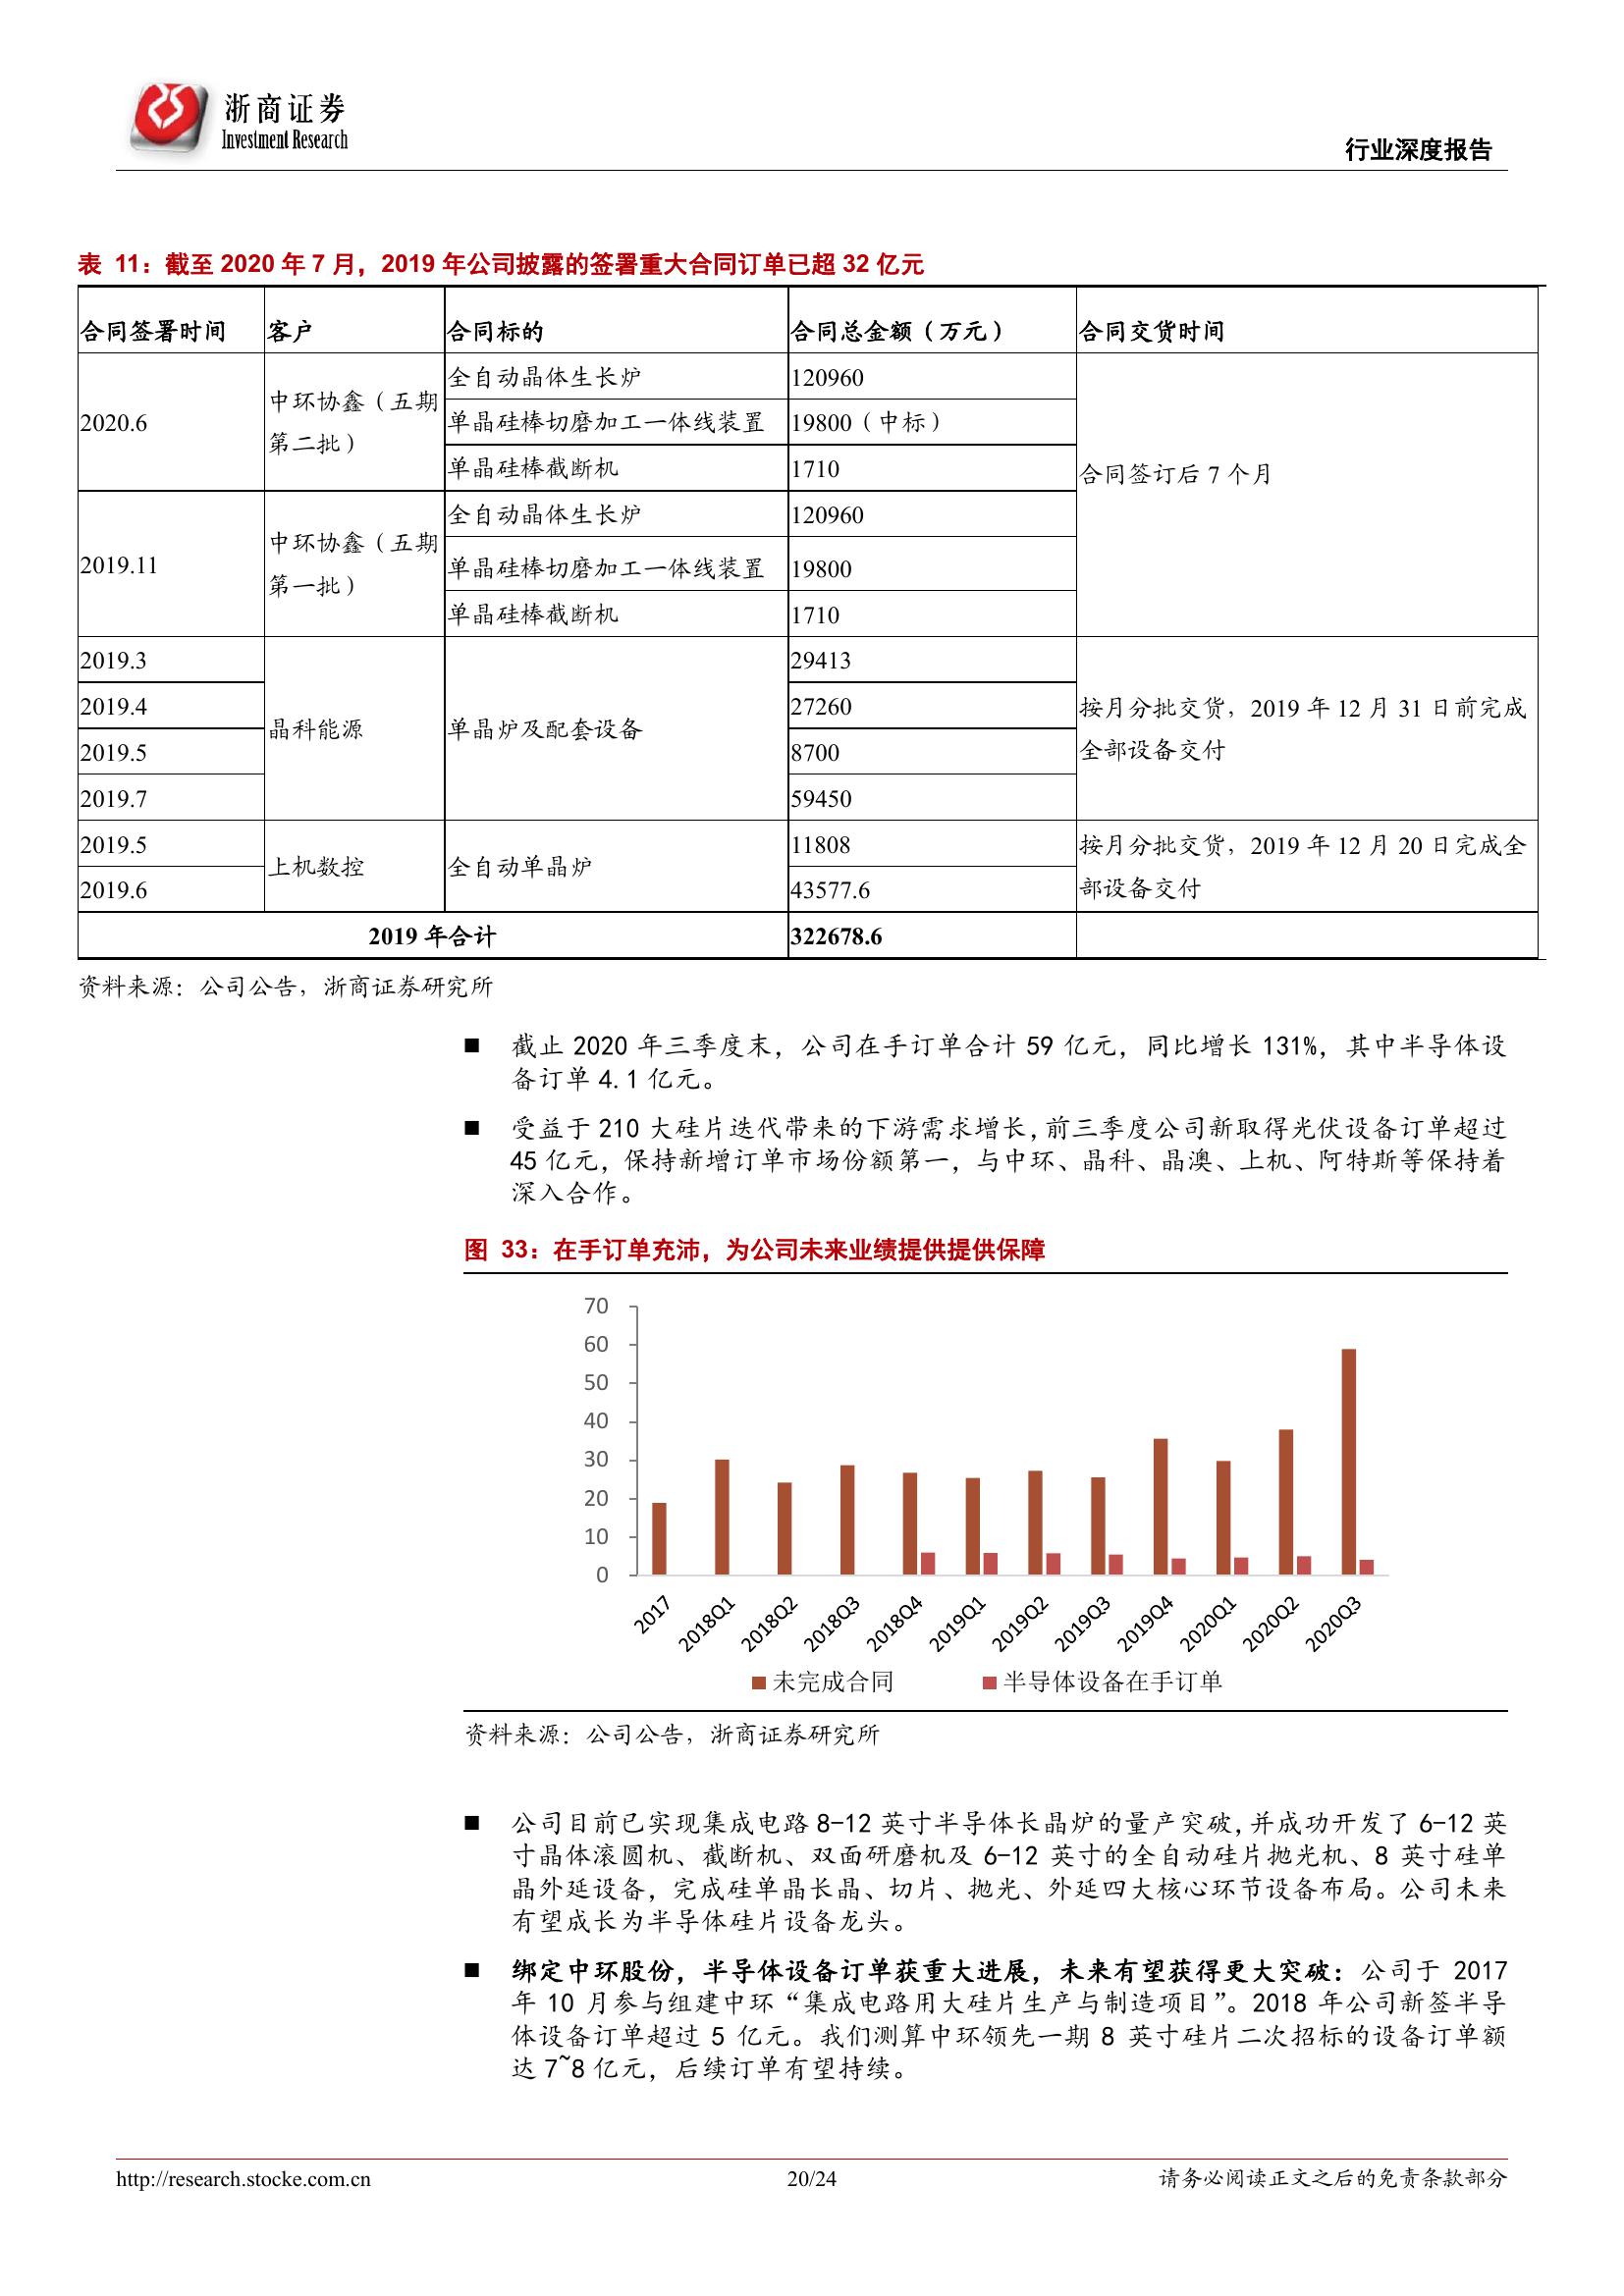 浙商证券
Investment Research
行业深度报告
表 11：截至 2020 年 7 月，2019 年公司披露的签署重大合同订单已超 32 亿元
合同签署时间 客户 合同标的 合同总金额（万元） 合同交货时间
2020.6
中环协鑫（五期
第二批）
全自动晶体生长炉 120960
单晶硅棒切磨加工一体线装置 19800（中标）
单晶硅棒截断机 1710
合同签订后 7 个月
2019.11
中环协鑫（五期
第一批）
全自动晶体生长炉 120960
单晶硅棒切磨加工一体线装置 19800
单晶硅棒截断机 1710
2019.3 29413
2019.4 27260
晶科能源 单晶炉及配套设备
2019.5 8700
2019.7 59450
按月分批交货，2019 年 12 月 31 日前完成
全部设备交付
2019.5 11808
上机数控 全自动单晶炉
2019.6 43577.6
按月分批交货，2019 年 12 月 20 日完成全
部设备交付
2019 年合计 322678.6
资料来源：公司公告，浙商证券研究所
■ 截止 2020 年三季度末，公司在手订单合计 59 亿元，同比增长 131%，其中半导体设
备订单 4.1 亿元。
■ 受益于 210 大硅片迭代带来的下游需求增长，前三季度公司新取得光伏设备订单超过
45 亿元，保持新增订单市场份额第一，与中环、晶科、晶澳、上机、阿特斯等保持着
深入合作。
图 33：在手订单充沛，为公司未来业绩提供提供保障
70
60
50
40
30
20
10
0
2017 2018Q1 2018Q2 2018Q3 2018Q4 2019Q1 2019Q2 2019Q3 2019Q4 2020Q1 2020Q2 2020Q3
未完成合同 半导体设备在手订单
资料来源：公司公告，浙商证券研究所
■ 公司目前已实现集成电路 8-12 英寸半导体长晶炉的量产突破，并成功开发了 6-12 英
寸晶体滚圆机、截断机、双面研磨机及 6-12 英寸的全自动硅片抛光机、8 英寸硅单
晶外延设备，完成硅单晶长晶、切片、抛光、外延四大核心环节设备布局。公司未来
有望成长为半导体硅片设备龙头。
■ 绑定中环股份，半导体设备订单获重大进展，未来有望获得更大突破：公司于 2017
年 10 月参与组建中环“集成电路用大硅片生产与制造项目”。2018 年公司新签半导
体设备订单超过 5 亿元。我们测算中环领先一期 8 英寸硅片二次招标的设备订单额
达 7~8 亿元，后续订单有望持续。
http://research.stocke.com.cn 20/24 请务必阅读正文之后的免责条款部分